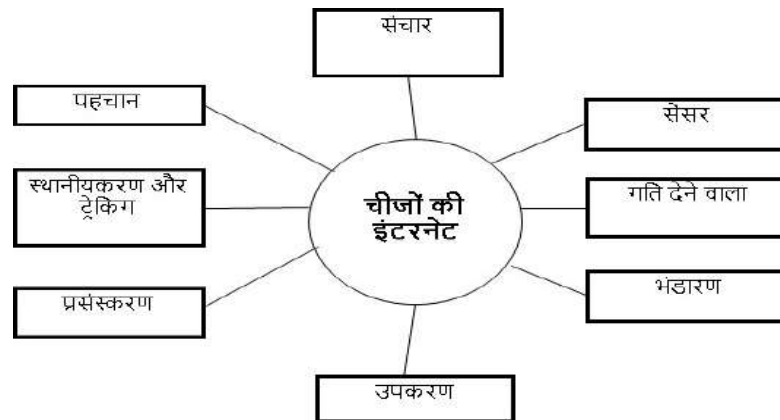 संचार
पहचान
सेंसर
स्थानीयकरण और
ट्रेकिंग
चीजों की
इंटरनेट
गति देने वाला
प्रसंस्करण
भंडारण
उपकरण